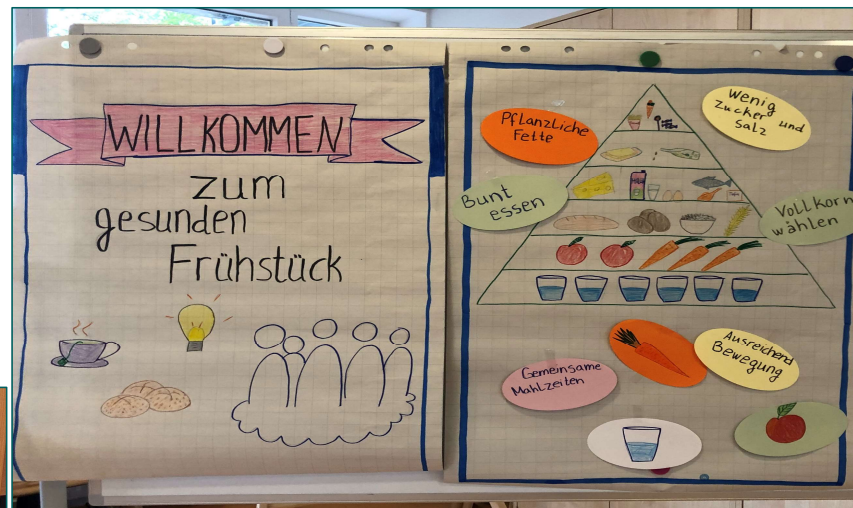 WILLKOMMEN
zum
gesunden
Frühstück
Pflanzliche
Fette
Wenig
Zucker und
Salz
Bunt
essen
Vollkorn
wählen
Gemeinsame
Mahlzeiten
Ausreichend
Bewegung